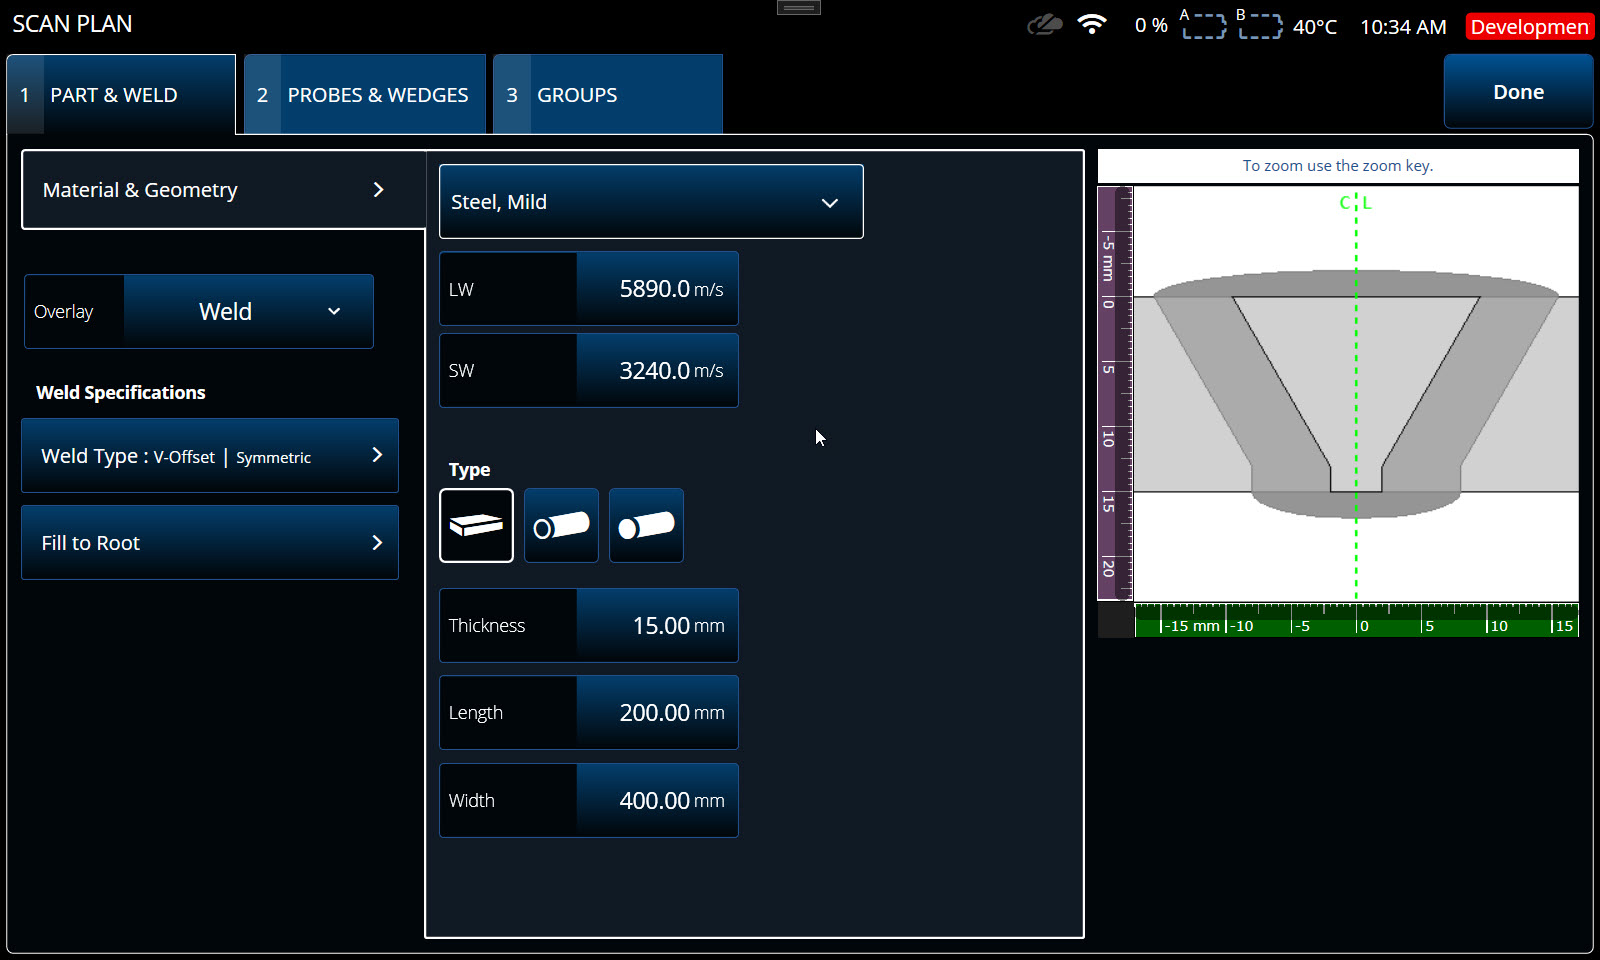 SCAN PLAN
0 %
A
B
40°C
10:34 AM
Developmen
1 PART & WELD
2 PROBES & WEDGES
3 GROUPS
Done
Material & Geometry
Overlay
Weld
Weld Specifications
Weld Type : V-Offset | Symmetric
Fill to Root
Steel, Mild
LW 5890.0 m/s
SW 3240.0 m/s
Type
Thickness 15.00 mm
Length 200.00 mm
Width 400.00 mm
To zoom use the zoom key.
C L
-5 mm
0
5
10
15
20
-15 mm -10 -5 0 5 10 15